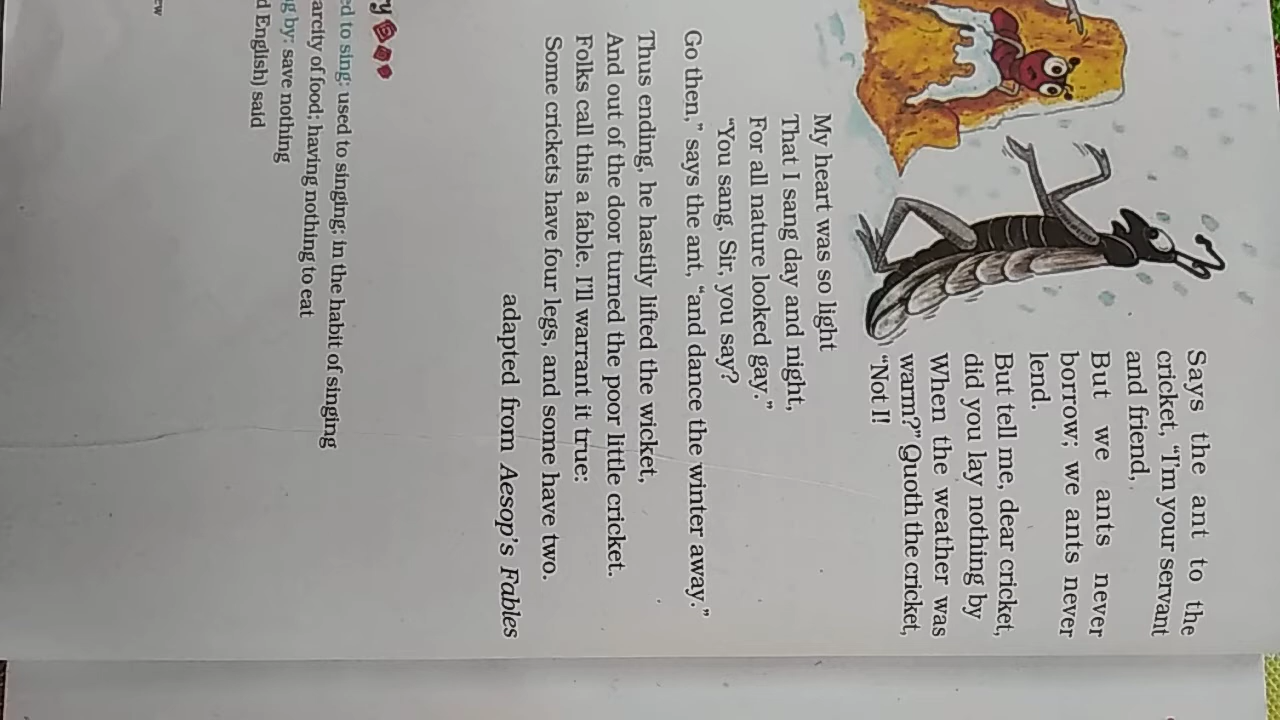 Says the ant to the
cricket, “I'm your servant
and friend,
But we ants never
borrow; we ants never
lend.
But tell me, dear cricket,
did you lay nothing by
When the weather was
warm?” Quoth the cricket,
“Not I!
My heart was so light
That I sang day and night,
For all nature looked gay.”
“You sang, Sir, you say?
Go then,” says the ant, “and dance the winter away.”
Thus ending, he hastily lifted the wicket,
And out of the door turned the poor little cricket.
Folks call this a fable. I'll warrant it true:
Some crickets have four legs, and some have two.
adapted from Aesop's Fables
to sing: used to singing; in the habit of singing
of food; having nothing to eat
by: save nothing
English) said